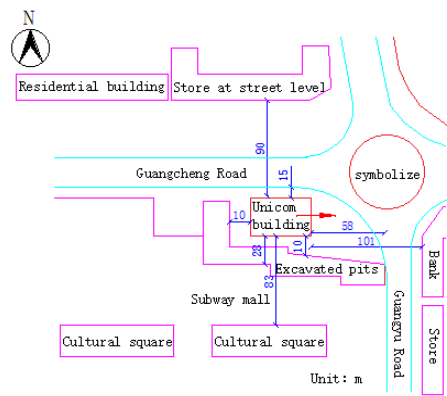 Residential building
Store at street level
90
15
Guangcheng Road
symbolize
Unicom
building
10
58
101
10
28
83
Excavated pits
Bank
Subway mall
Guangyu Road
Store
Cultural square
Cultural square
Unit: m